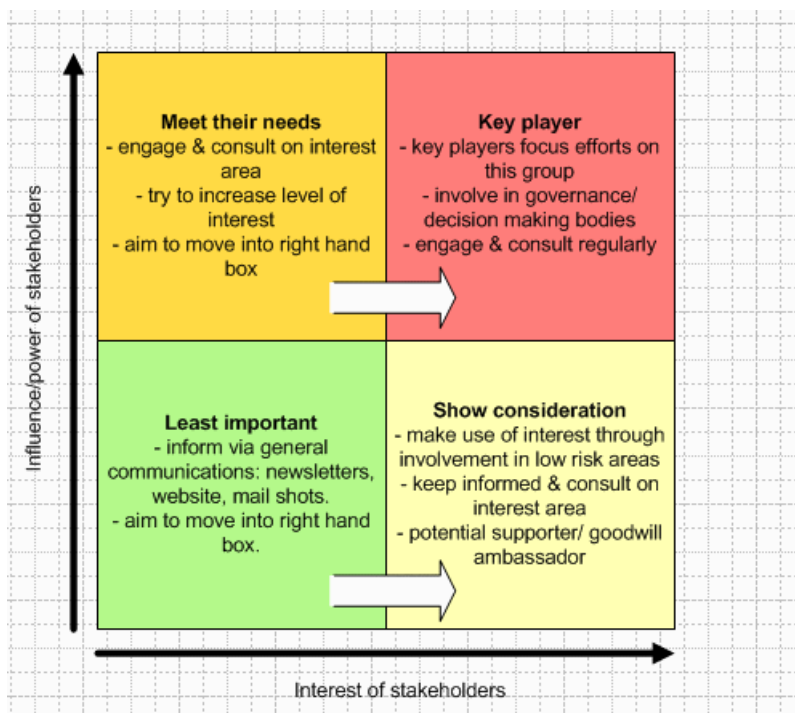 Influence/power of stakeholders
Meet their needs
- engage & consult on interest
area
- try to increase level of
interest
- aim to move into right hand
box
Key player
- key players focus efforts on
this group
- involve in governance/
decision making bodies
- engage & consult regularly
Least important
- inform via general
communications: newsletters,
website, mail shots.
- aim to move into right hand
box.
Show consideration
- make use of interest through
involvement in low risk areas
- keep informed & consult on
interest area
- potential supporter/ goodwill
ambassador
Interest of stakeholders